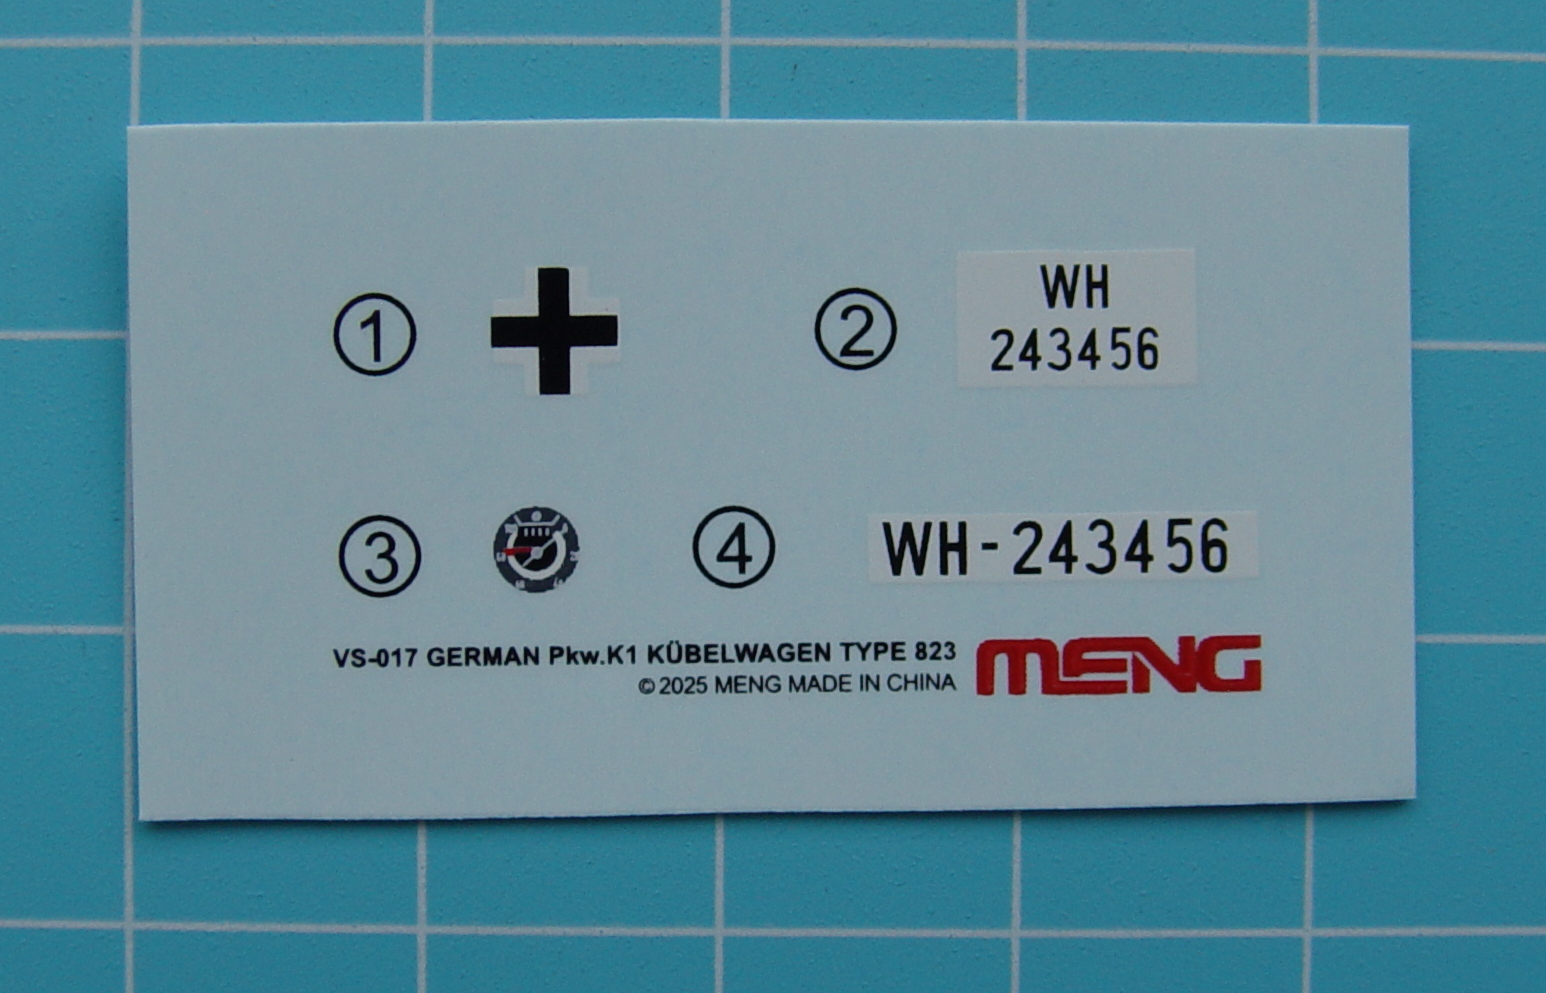 1
2
WH
243456
3
4
WH-243456
VS-017 GERMAN Pkw.K1 KÜBELWAGEN TYPE 823
© 2025 MENG MADE IN CHINA
MENG